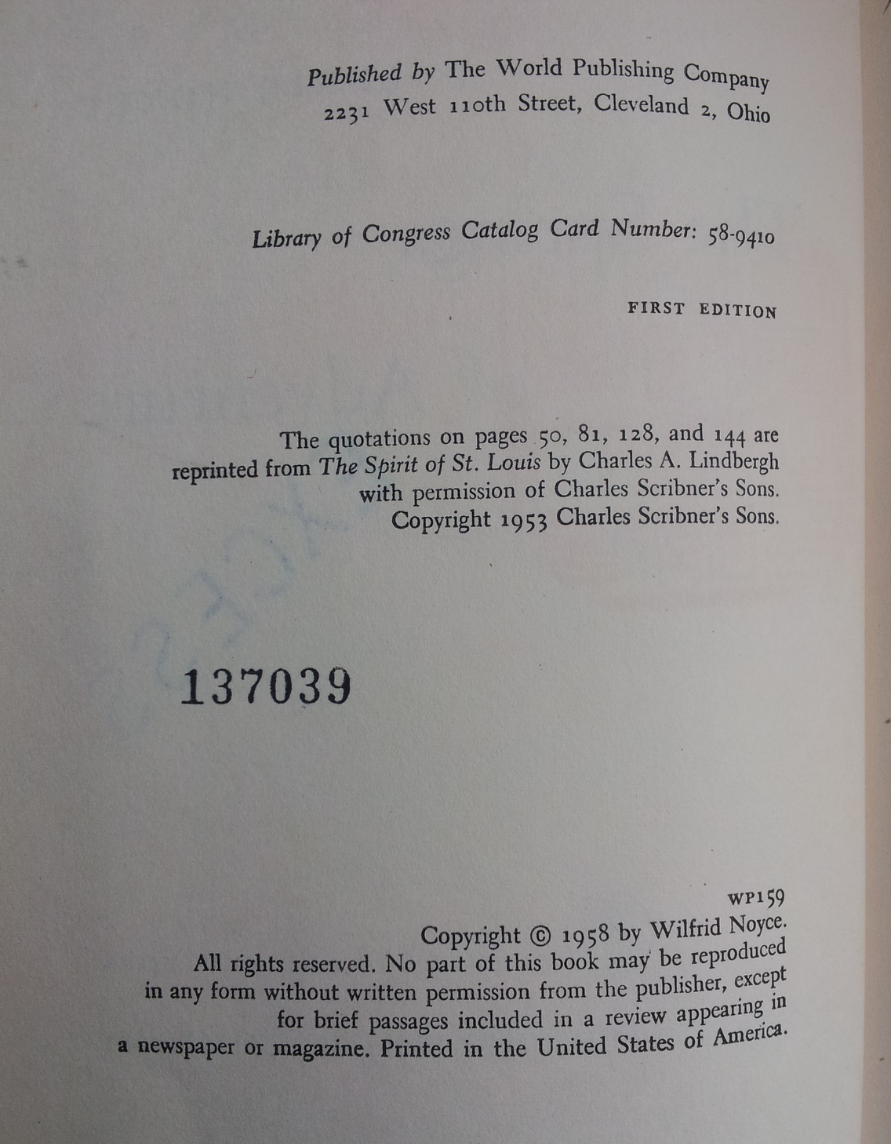 Published by The World Publishing Company
2231 West 110th Street, Cleveland 2, Ohio
Library of Congress Catalog Card Number: 58-9410
FIRST EDITION
The quotations on pages 50, 81, 128, and 144 are
reprinted from The Spirit of St. Louis by Charles A. Lindbergh
with permission of Charles Scribner's Sons.
Copyright 1953 Charles Scribner's Sons.
137039
WP159
Copyright © 1958 by Wilfrid Noyce.
All rights reserved. No part of this book may be reproduced
in any form without written permission from the publisher, except
for brief passages included in a review appearing in
a newspaper or magazine. Printed in the United States of America.